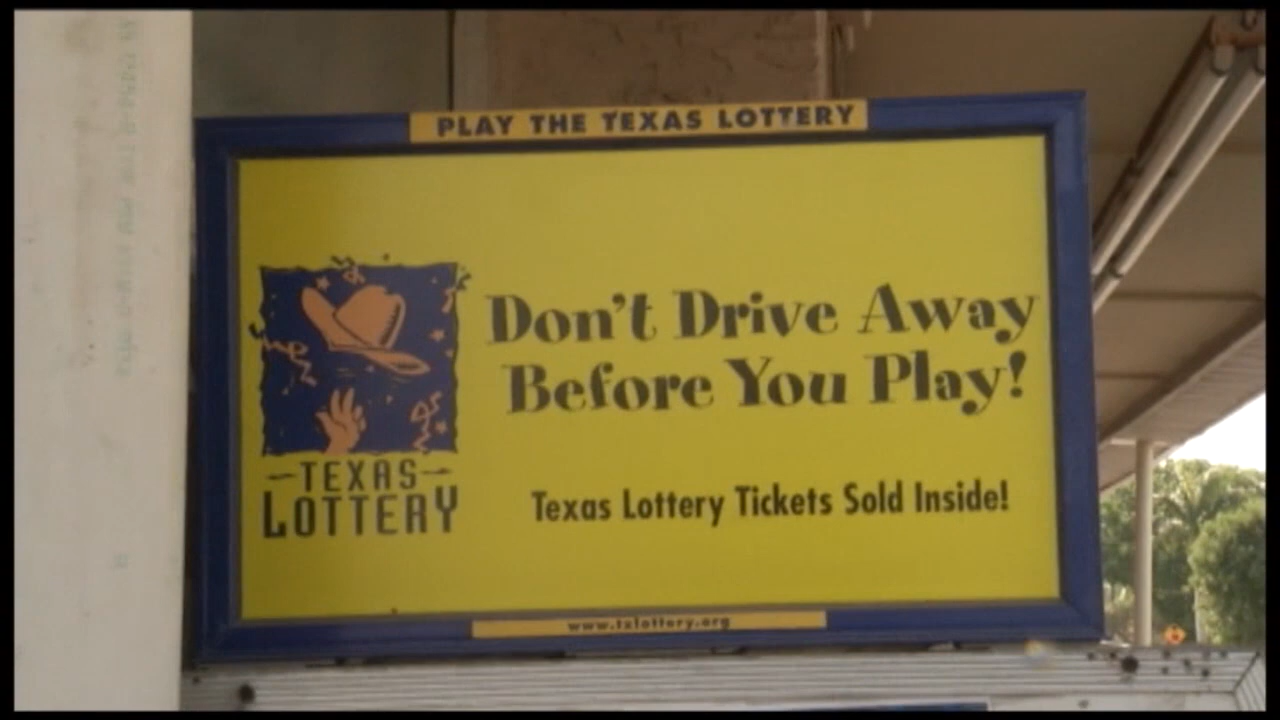 PLAY THE TEXAS LOTTERY
Don't Drive Away
Before You Play!
TEXAS
LOTTERY
Texas Lottery Tickets Sold Inside!
www.txlottery.org